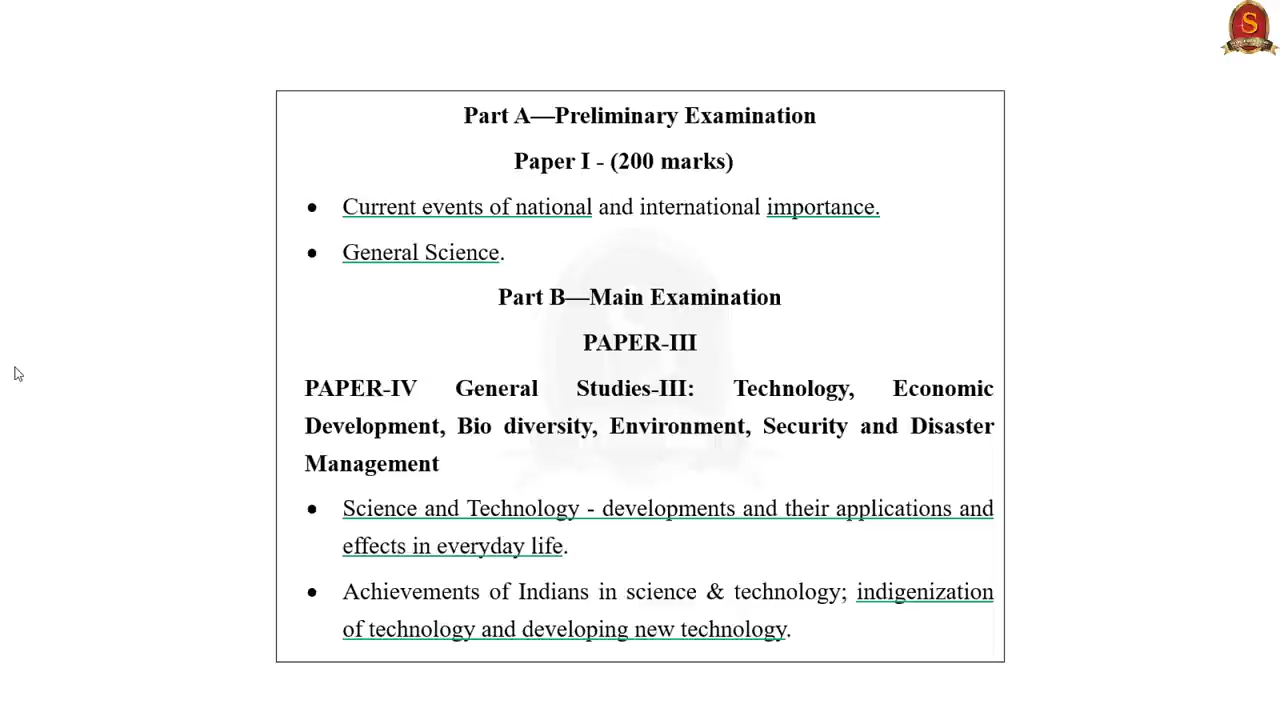 S
Part A—Preliminary Examination
Paper I - (200 marks)
• Current events of national and international importance.
• General Science.
Part B—Main Examination
PAPER-III
PAPER-IV General Studies-III: Technology, Economic
Development, Bio diversity, Environment, Security and Disaster
Management
• Science and Technology - developments and their applications and
effects in everyday life.
• Achievements of Indians in science & technology; indigenization
of technology and developing new technology.